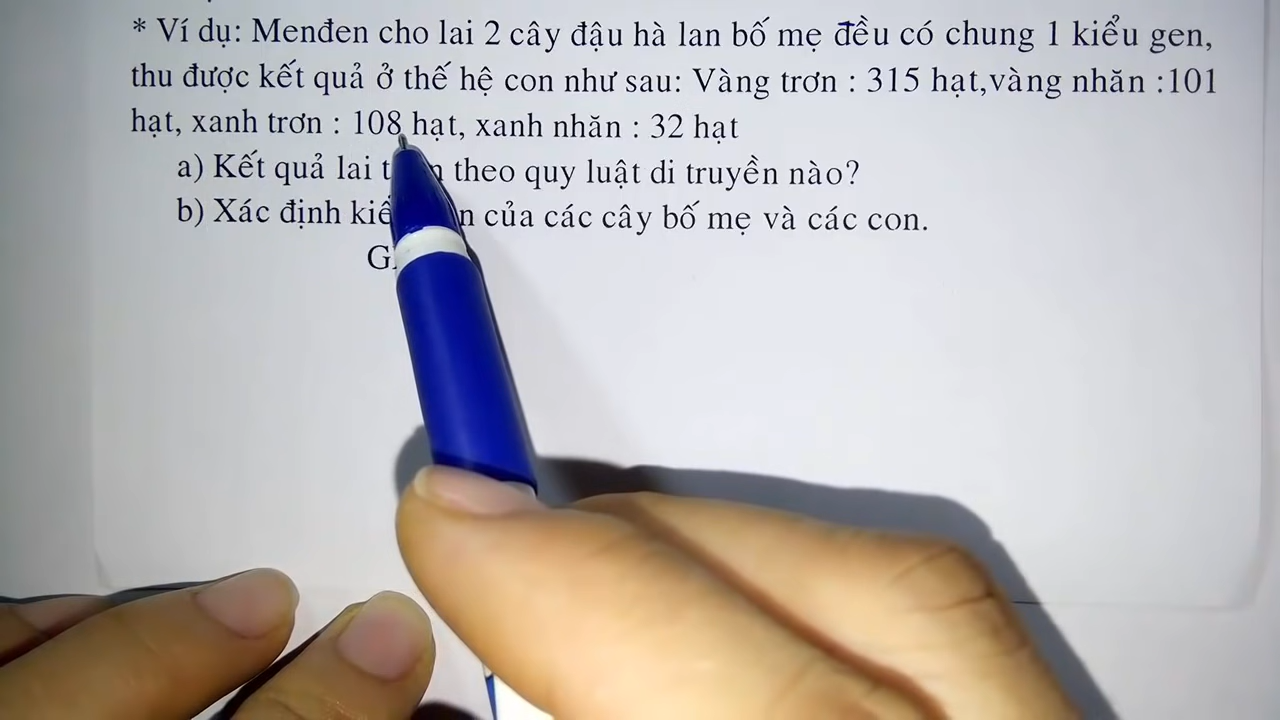 * Ví dụ: Menđen cho lai 2 cây đậu hà lan bố mẹ đều có chung 1 kiểu gen,
thu được kết quả ở thế hệ con như sau: Vàng trơn : 315 hạt,vàng nhăn :101
hạt, xanh trơn : 108 hạt, xanh nhăn : 32 hạt
a) Kết quả lai theo quy luật di truyền nào?
b) Xác định của các cây bố mẹ và các con.